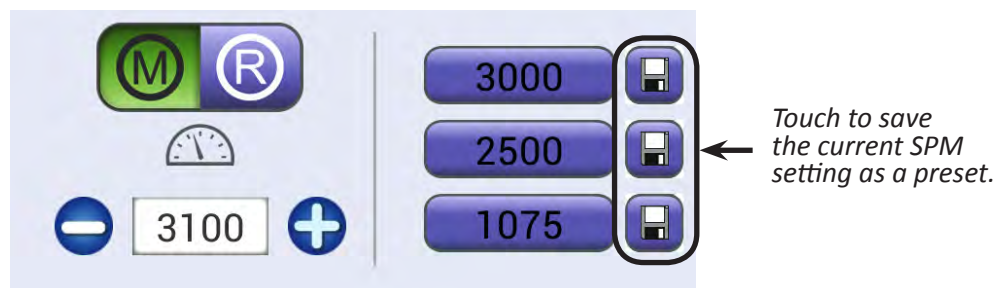 M R
3100
3000
2500
1075
Touch to save
the current SPM
setting as a preset.